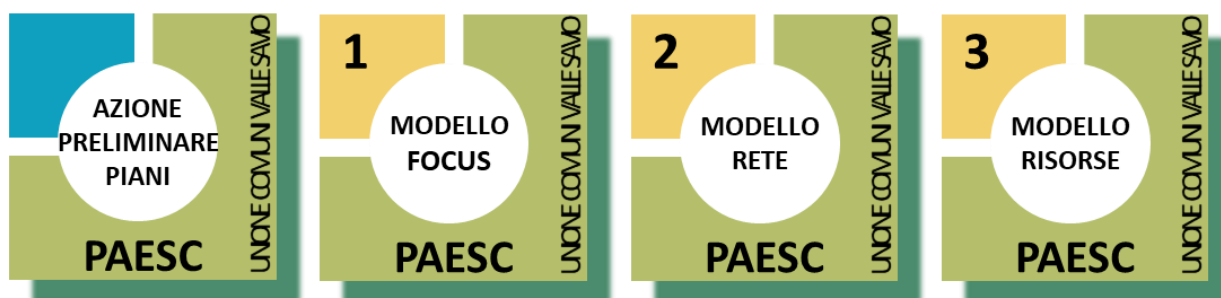 AZIONE
PRELIMINARE
PIANI
PAESC
UNIONE COMUNI VALLE SAVIO
1
MODELLO
FOCUS
PAESC
UNIONE COMUNI VALLE SAVIO
2
MODELLO
RETE
PAESC
UNIONE COMUNI VALLE SAVIO
3
MODELLO
RISORSE
PAESC
UNIONE COMUNI VALLE SAVIO